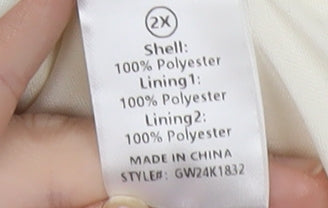 2X
Shell:
100% Polyester
Lining1:
100% Polyester
Lining2:
100% Polyester
MADE IN CHINA
STYLE#: GW24K1832